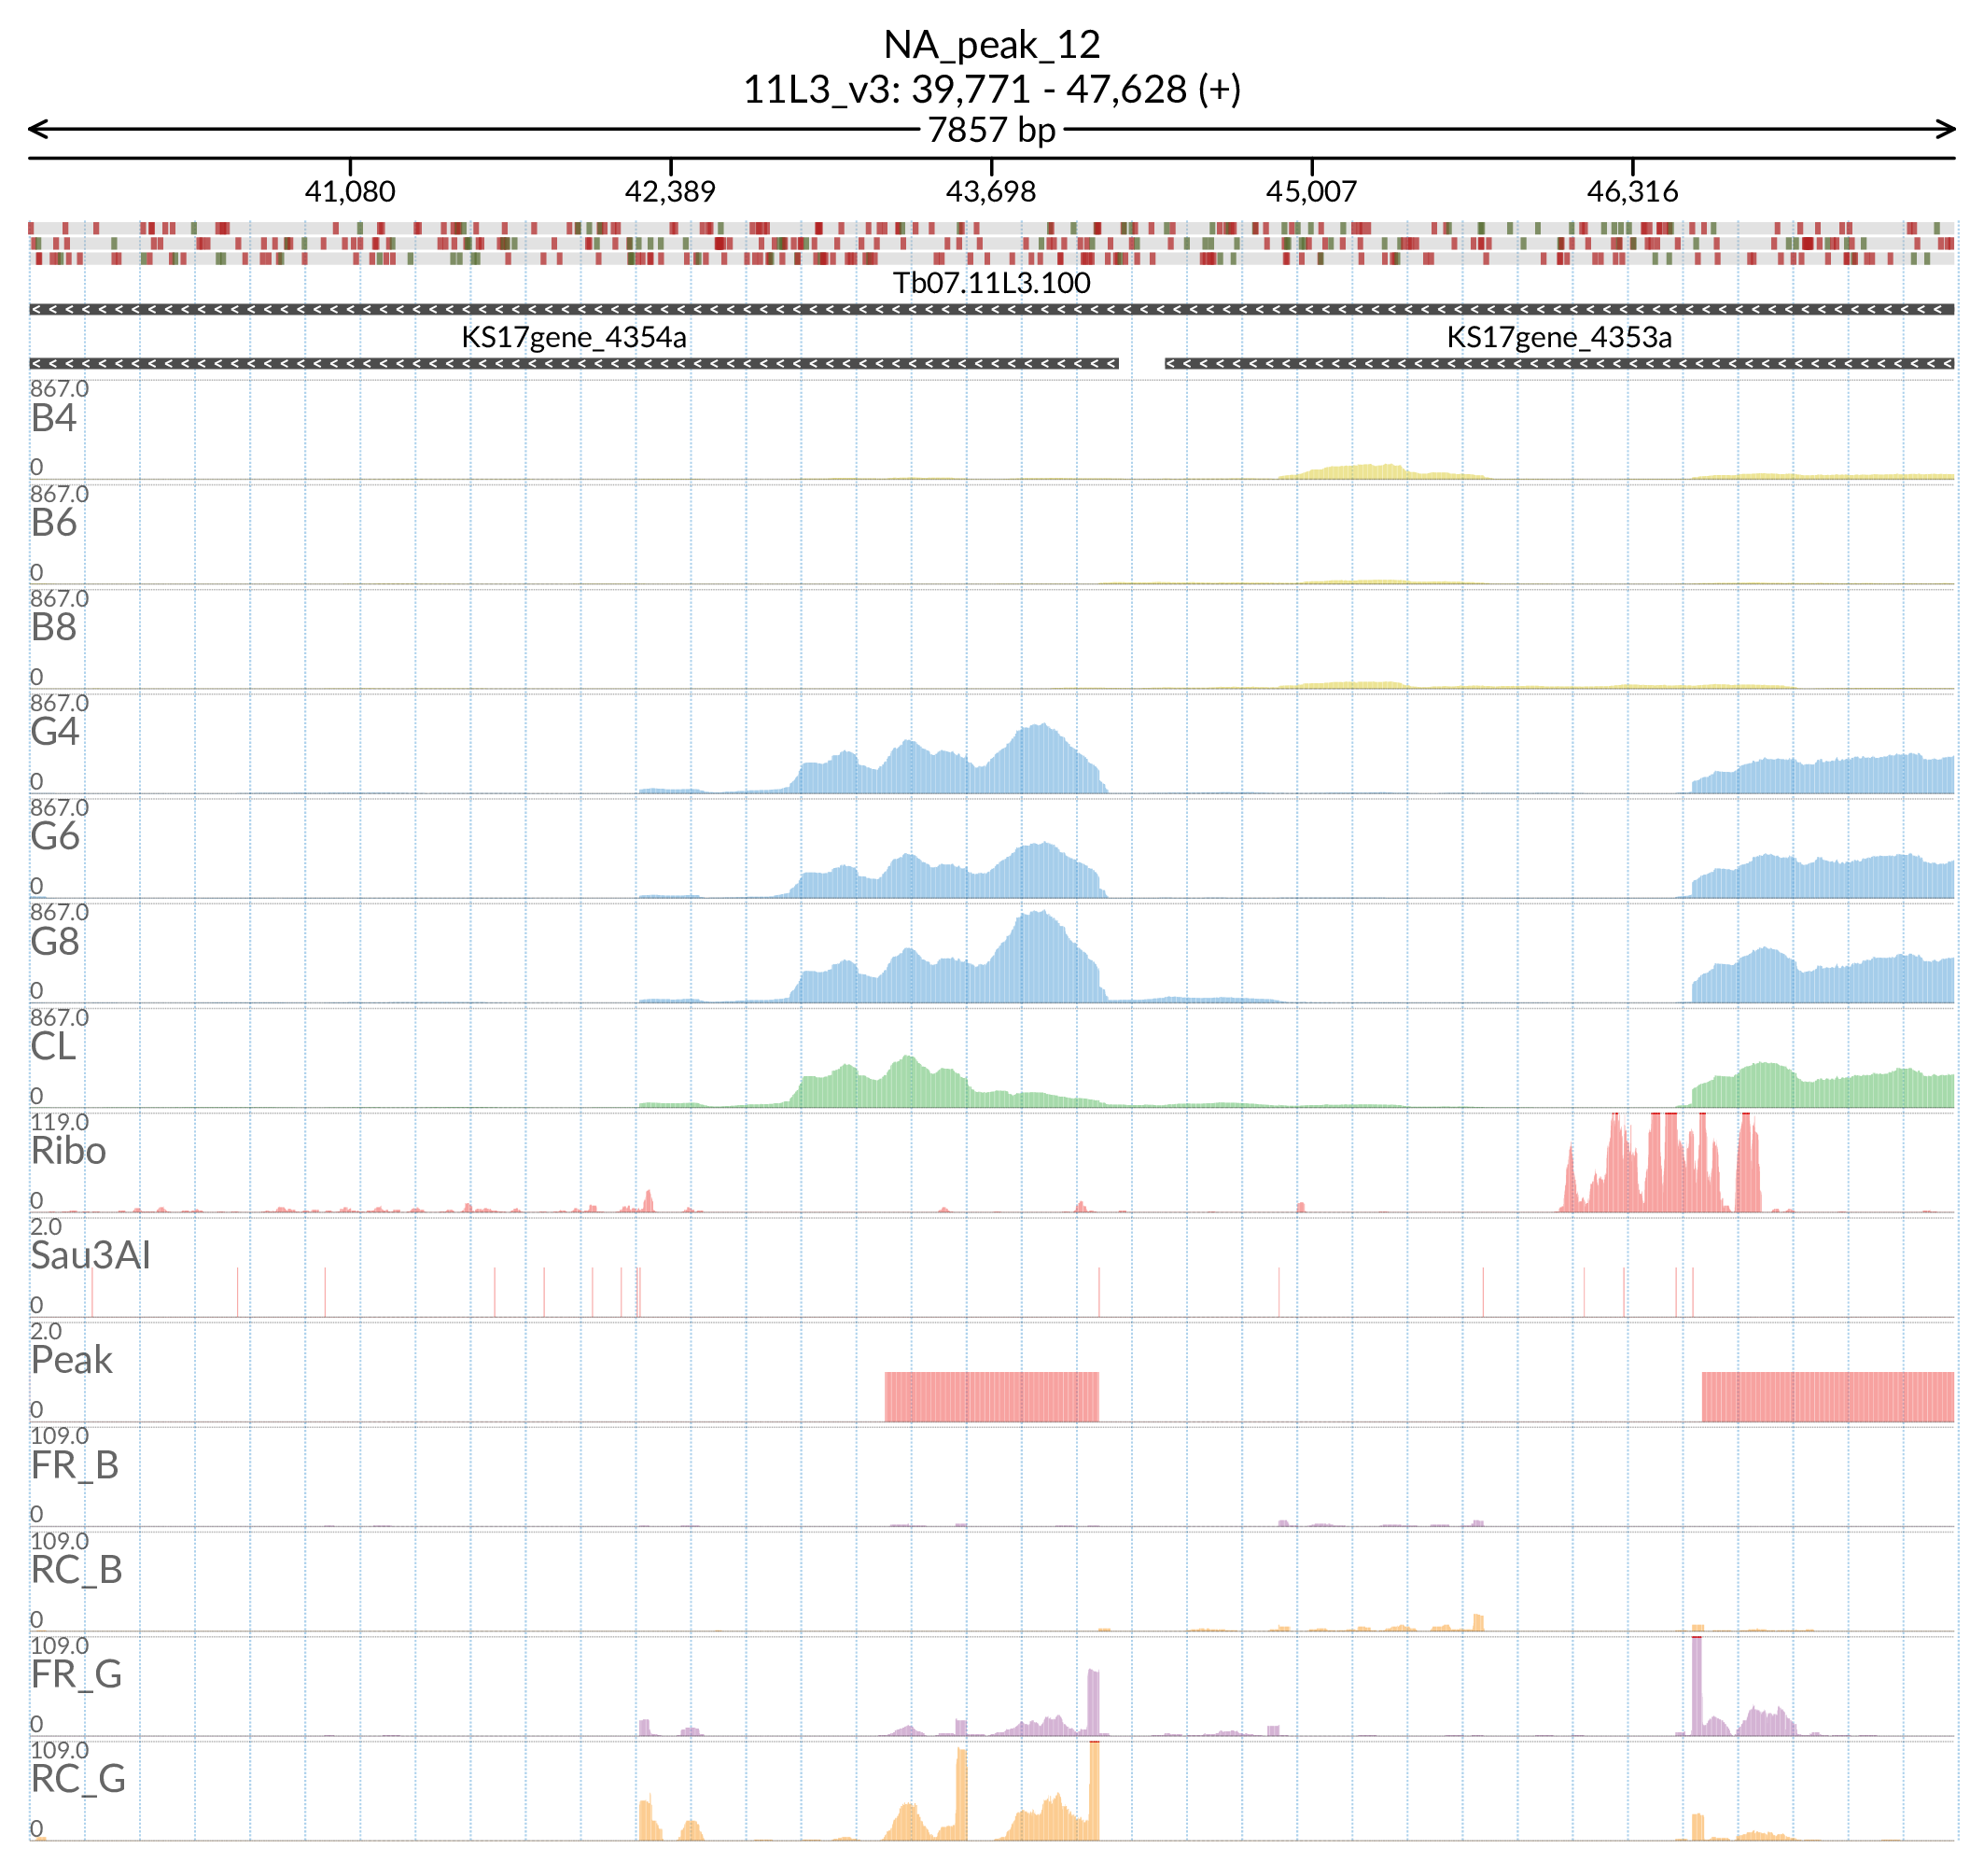 NA_peak_12
11L3_v3: 39,771 - 47,628 (+)
7857 bp
41,080 42,389 43,698 45,007 46,316
Tb07.11L3.100
KS17gene_4354a KS17gene_4353a
867.0
B4
0
867.0
B6
0
867.0
B8
0
867.0
G4
0
867.0
G6
0
867.0
G8
0
867.0
CL
0
119.0
Ribo
0
2.0
Sau3AI
0
2.0
Peak
0
109.0
FR_B
0
109.0
RC_B
0
109.0
FR_G
0
109.0
RC_G
0